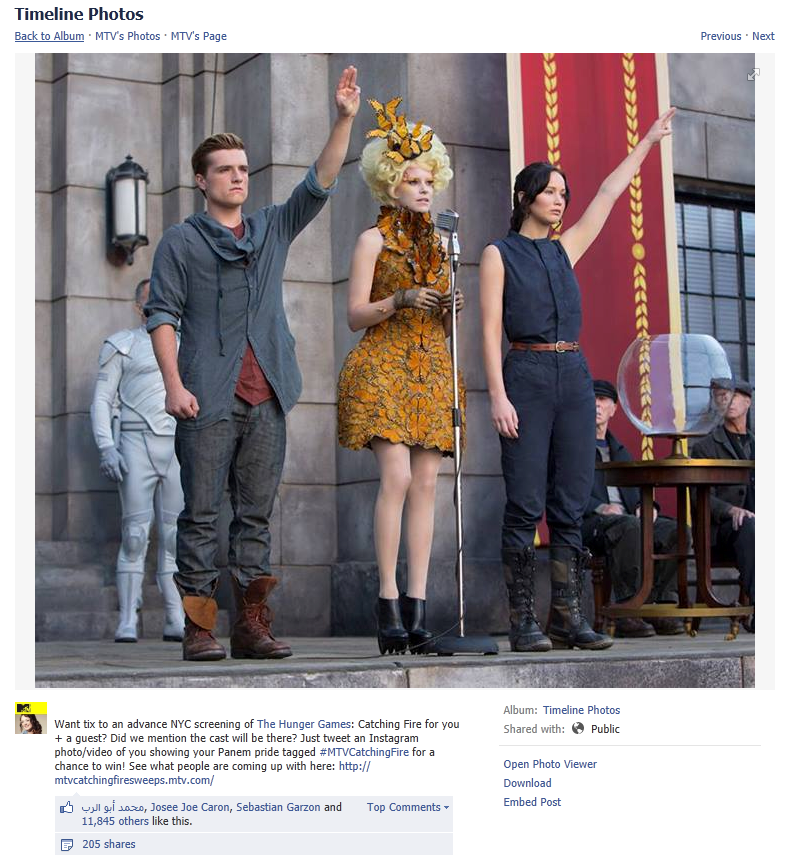 Timeline Photos
Back to Album · MTV's Photos · MTV's Page
Previous · Next
Want tix to an advance NYC screening of The Hunger Games: Catching Fire for you
+ a guest? Did we mention the cast will be there? Just tweet an Instagram
photo/video of you showing your Panem pride tagged #MTVCatchingFire for a
chance to win! See what people are coming up with here: http://
mtvcatchingfiresweeps.mtv.com/
محمد أبو الرب, Josee Joe Caron, Sebastian Garzon and
11,845 others like this.
Top Comments
205 shares
Album: Timeline Photos
Shared with: Public
Open Photo Viewer
Download
Embed Post